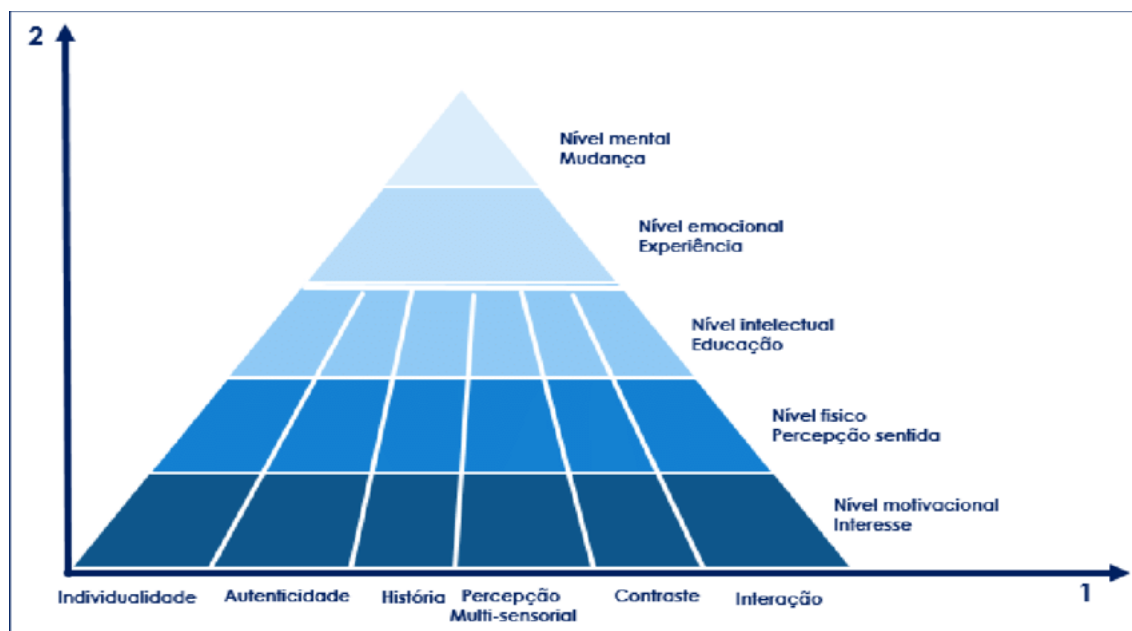 2
Nível mental
Mudança
Nível emocional
Experiência
Nível intelectual
Educação
Nível fisico
Percepção sentida
Nível motivacional
Interesse
1
Individualidade
Autenticidade
História
Percepção
Multi-sensorial
Contraste
Interação